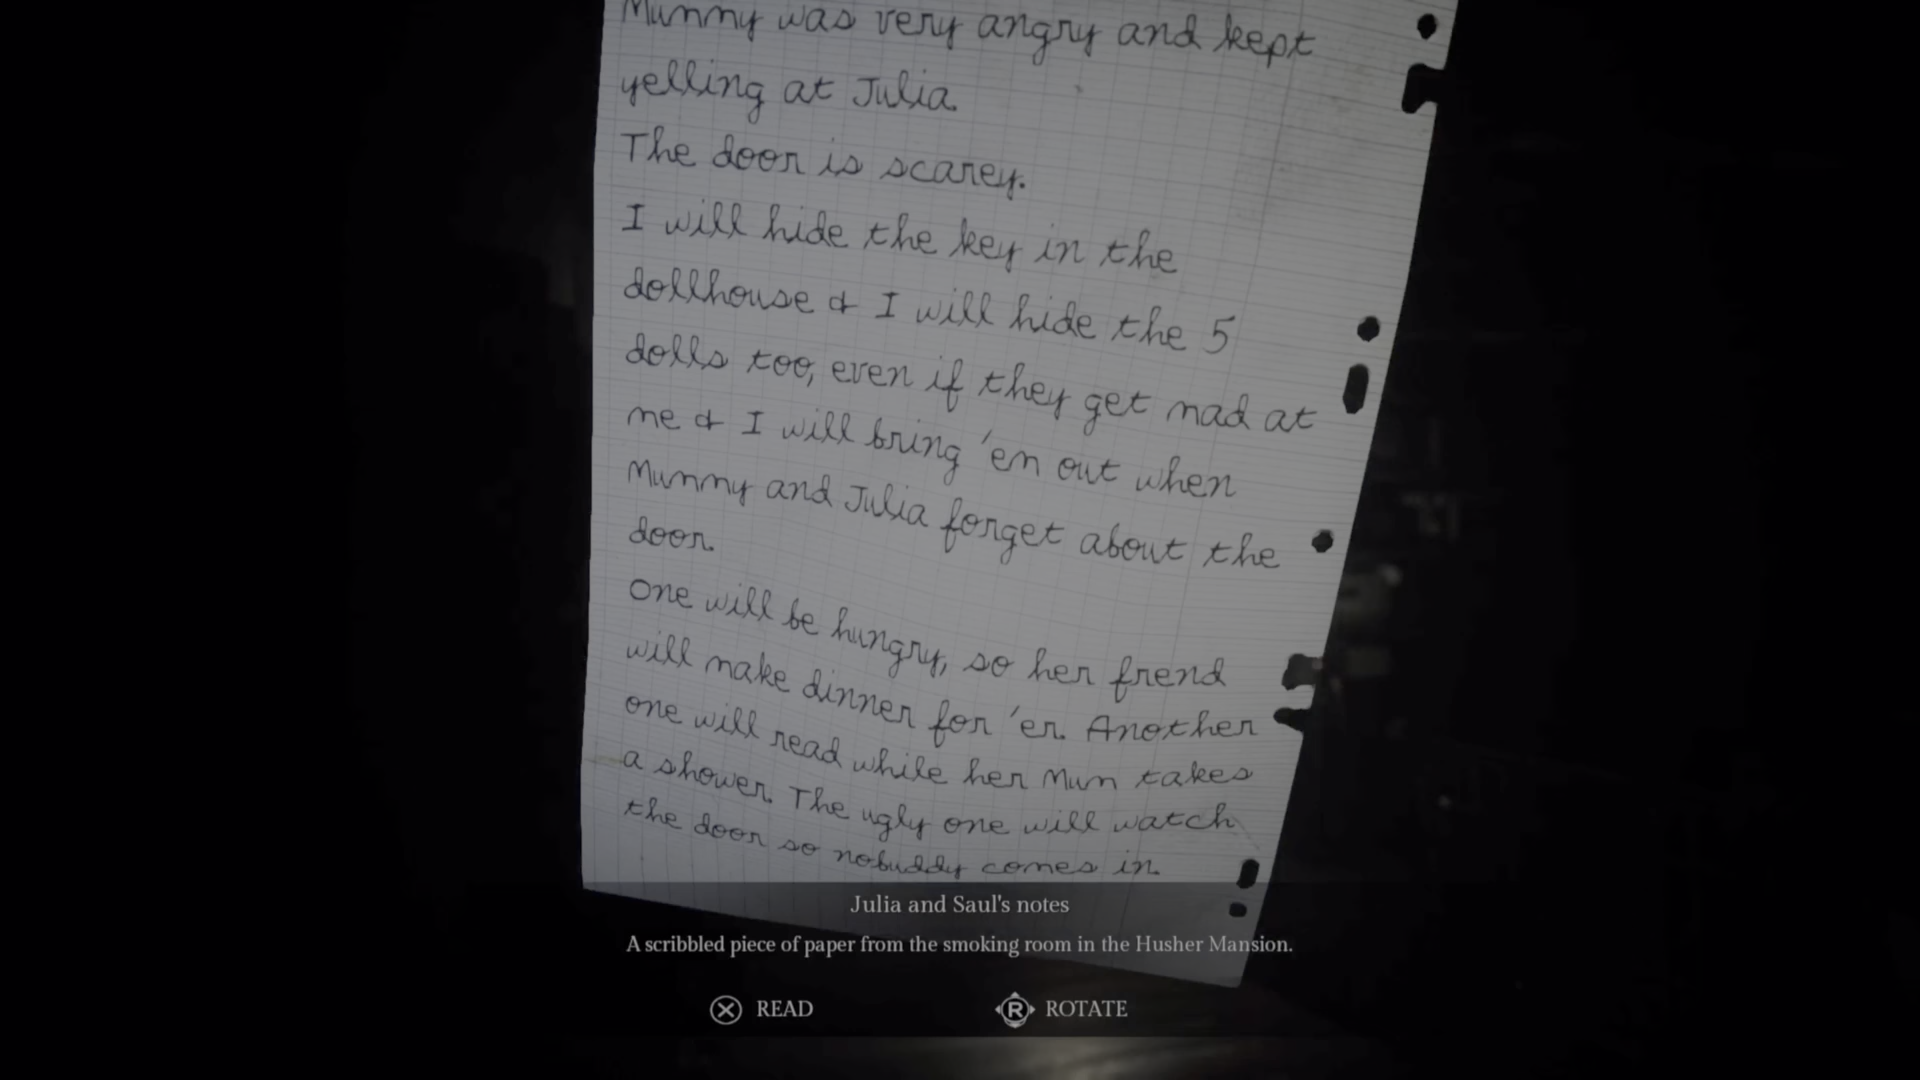 Mummy was very angry and kept
yelling at Julia.
The door is scarey.
I will hide the key in the
dollhouse & I will hide the 5
dolls too, even if they get mad at
me & I will bring 'em out when
Mummy and Julia forget about the
door.
One will be hungry, so her frend
will make dinner for 'er. Another
one will read while her Mum takes
a shower. The ugly one will watch
the door so nobuddy comes in.
Julia and Saul's notes
A scribbled piece of paper from the smoking room in the Husher Mansion.
READ
R ROTATE